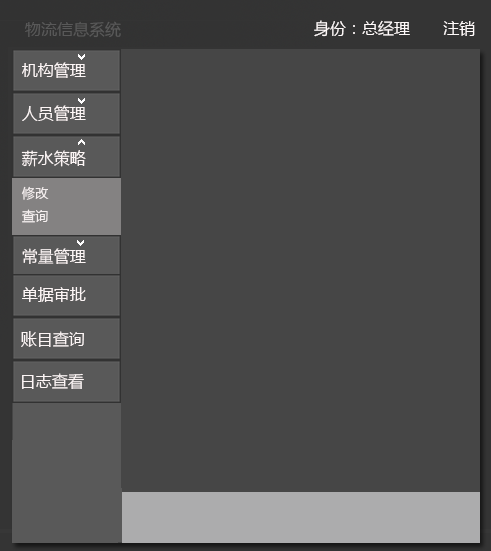 物流信息系统
身份：总经理 注销
机构管理
人员管理
薪水策略
修改
查询
常量管理
单据审批
账目查询
日志查看